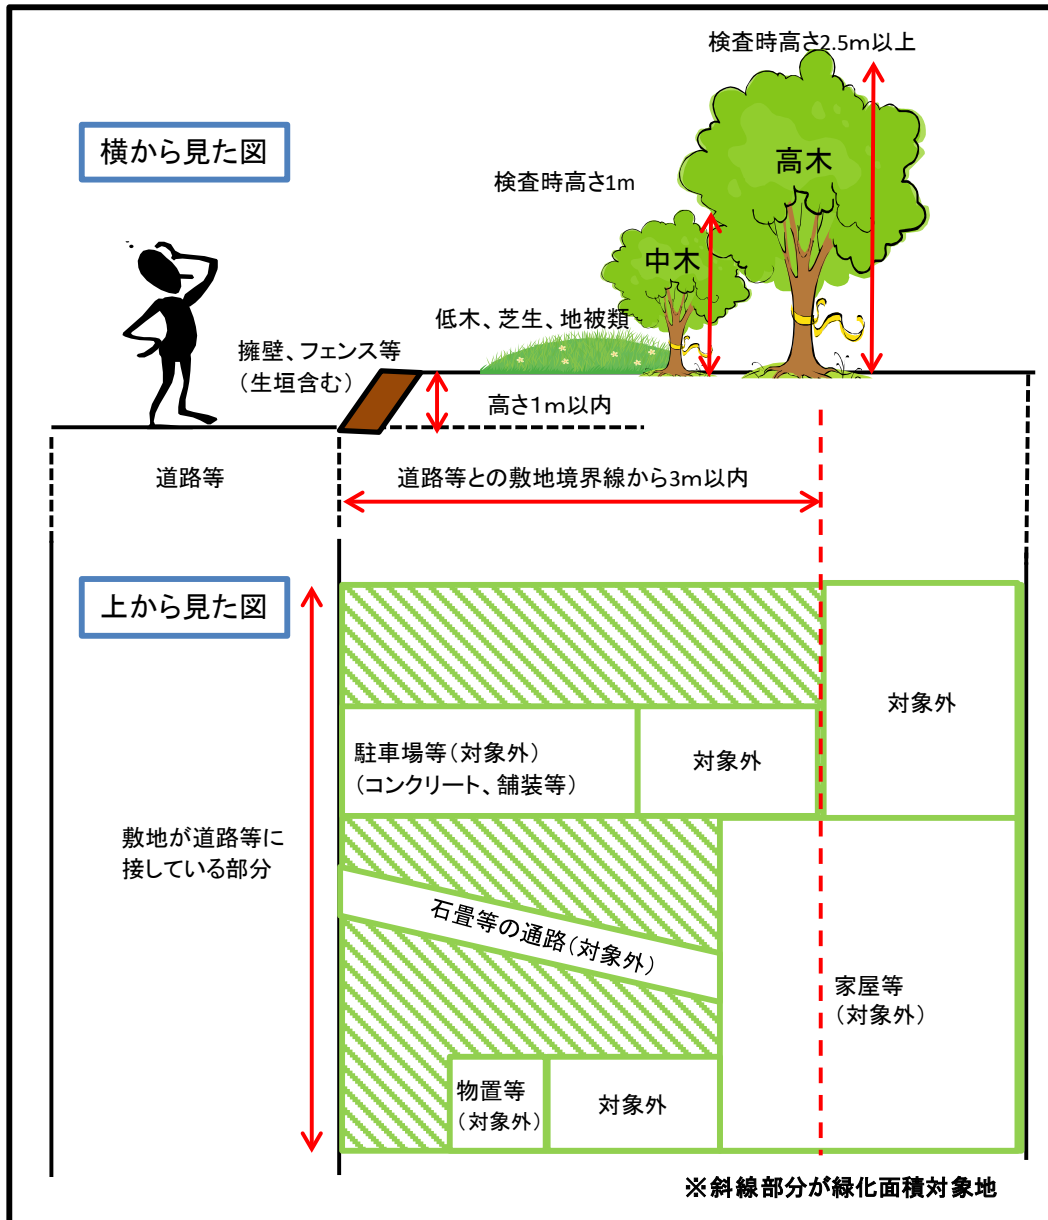 検査時高さ2.5m以上
横から見た図
高木
検査時高さ1m
中木
低木、芝生、地被類
擁壁、フェンス等
（生垣含む）
高さ1m以内
道路等
道路等との敷地境界線から3m以内
上から見た図
対象外
駐車場等（対象外）
（コンクリート、舗装等）
対象外
敷地が道路等に
接している部分
石畳等の通路（対象外）
家屋等
（対象外）
物置等
（対象外）
対象外
※斜線部分が緑化面積対象地